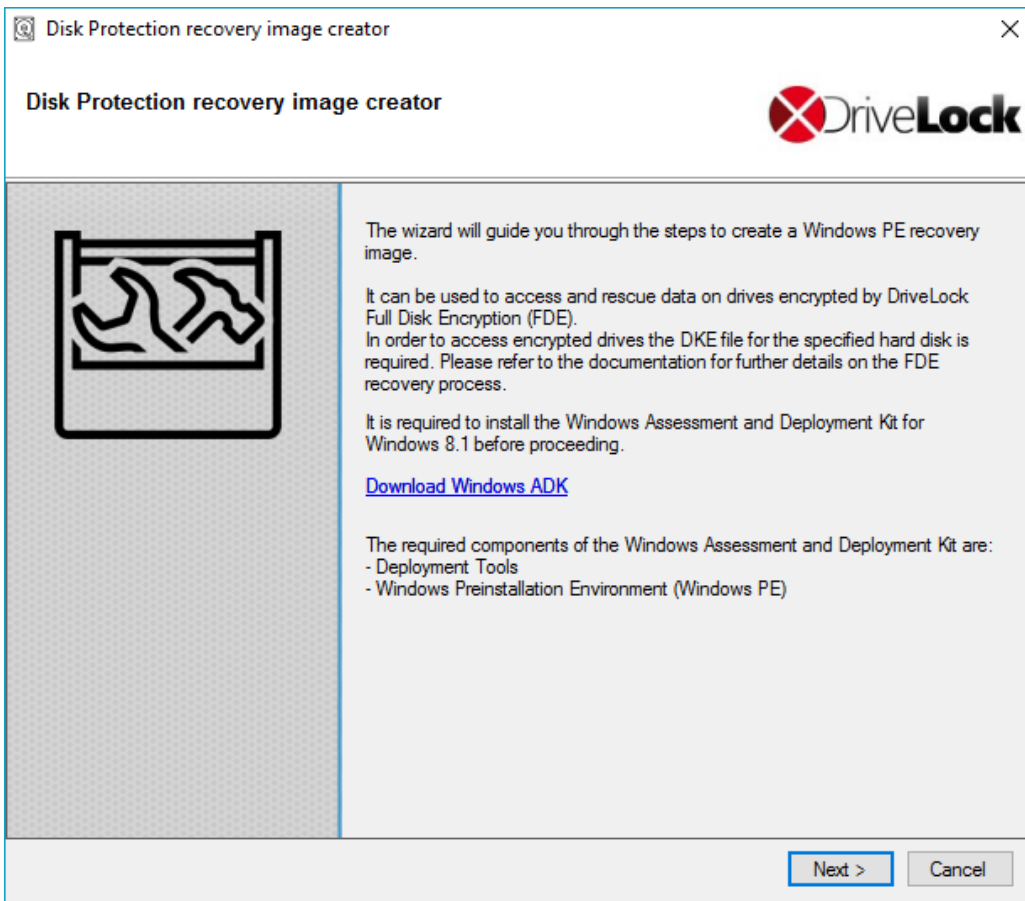 Disk Protection recovery image creator
Disk Protection recovery image creator
DriveLock
The wizard will guide you through the steps to create a Windows PE recovery
image.
It can be used to access and rescue data on drives encrypted by DriveLock
Full Disk Encryption (FDE).
In order to access encrypted drives the DKE file for the specified hard disk is
required. Please refer to the documentation for further details on the FDE
recovery process.
It is required to install the Windows Assessment and Deployment Kit for
Windows 8.1 before proceeding.
Download Windows ADK
The required components of the Windows Assessment and Deployment Kit are:
- Deployment Tools
- Windows Preinstallation Environment (Windows PE)
Next >
Cancel